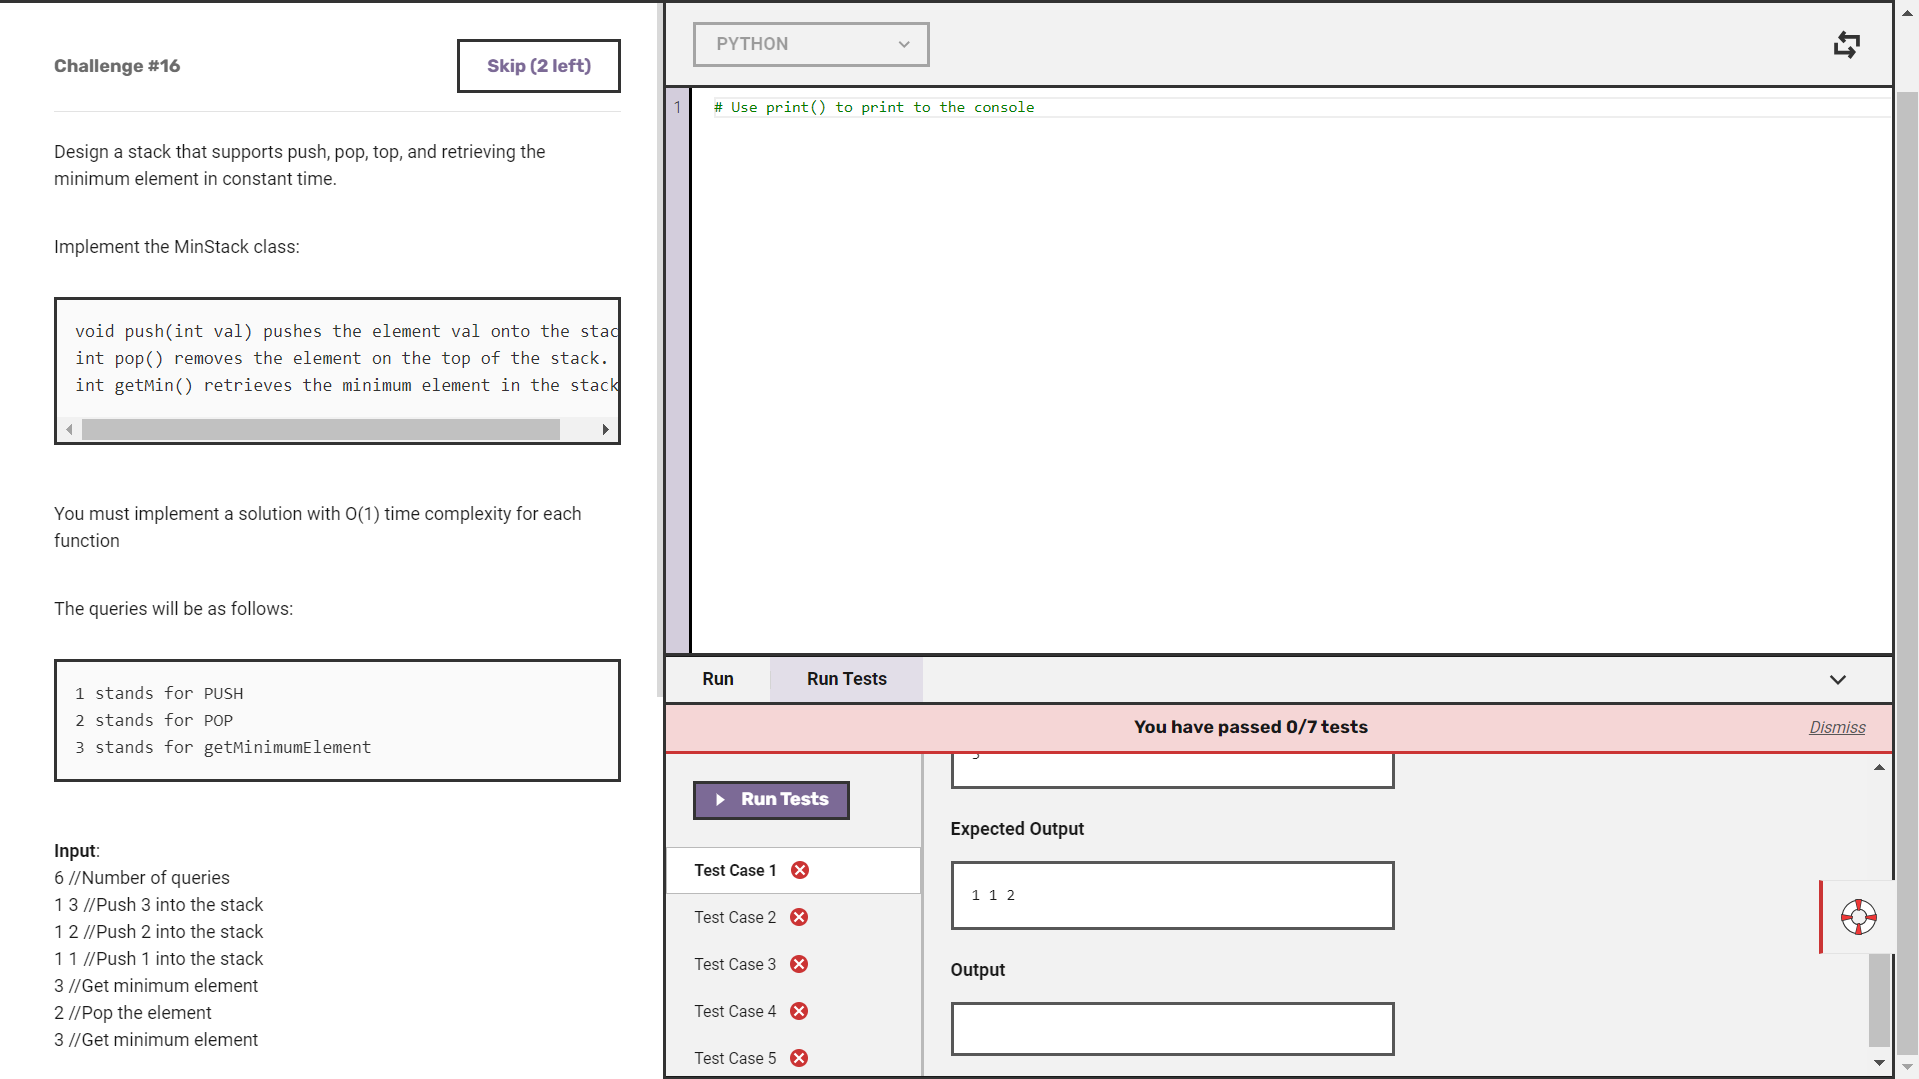 Challenge #16
Skip (2 left)
Design a stack that supports push, pop, top, and retrieving the
minimum element in constant time.
Implement the MinStack class:
void push(int val) pushes the element val onto the stac
int pop() removes the element on the top of the stack.
int getMin() retrieves the minimum element in the stack
You must implement a solution with O(1) time complexity for each
function
The queries will be as follows:
1 stands for PUSH
2 stands for POP
3 stands for getMinimumElement
Input:
6 //Number of queries
1 3 //Push 3 into the stack
1 2 //Push 2 into the stack
1 1 //Push 1 into the stack
3 //Get minimum element
2 //Pop the element
3 //Get minimum element
PYTHON
1 # Use print() to print to the console
Run
Run Tests
You have passed 0/7 tests
Dismiss
Run Tests
Test Case 1
Test Case 2
Test Case 3
Test Case 4
Test Case 5
Expected Output
1 1 2
Output